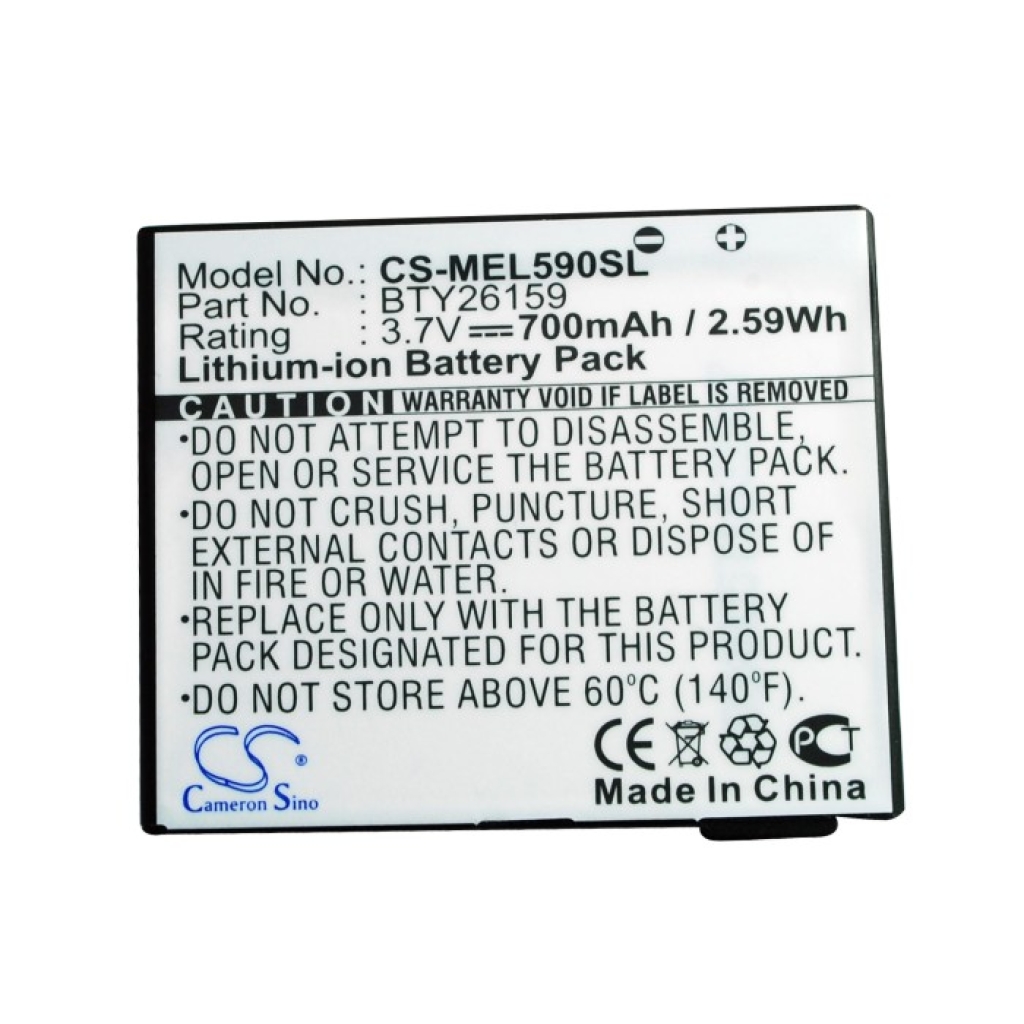 Model No.: CS-MEL590SL
Part No. : BTY26159
Rating : 3.7V⎓700mAh / 2.59Wh
Lithium-ion Battery Pack
CAUTION WARRANTY VOID IF LABEL IS REMOVED
•DO NOT ATTEMPT TO DISASSEMBLE,
OPEN OR SERVICE THE BATTERY PACK.
•DO NOT CRUSH, PUNCTURE, SHORT
EXTERNAL CONTACTS OR DISPOSE OF
IN FIRE OR WATER.
•REPLACE ONLY WITH THE BATTERY
PACK DESIGNATED FOR THIS PRODUCT.
•DO NOT STORE ABOVE 60°C (140°F).
CS®
Cameron Sino
CE PCT
Made In China